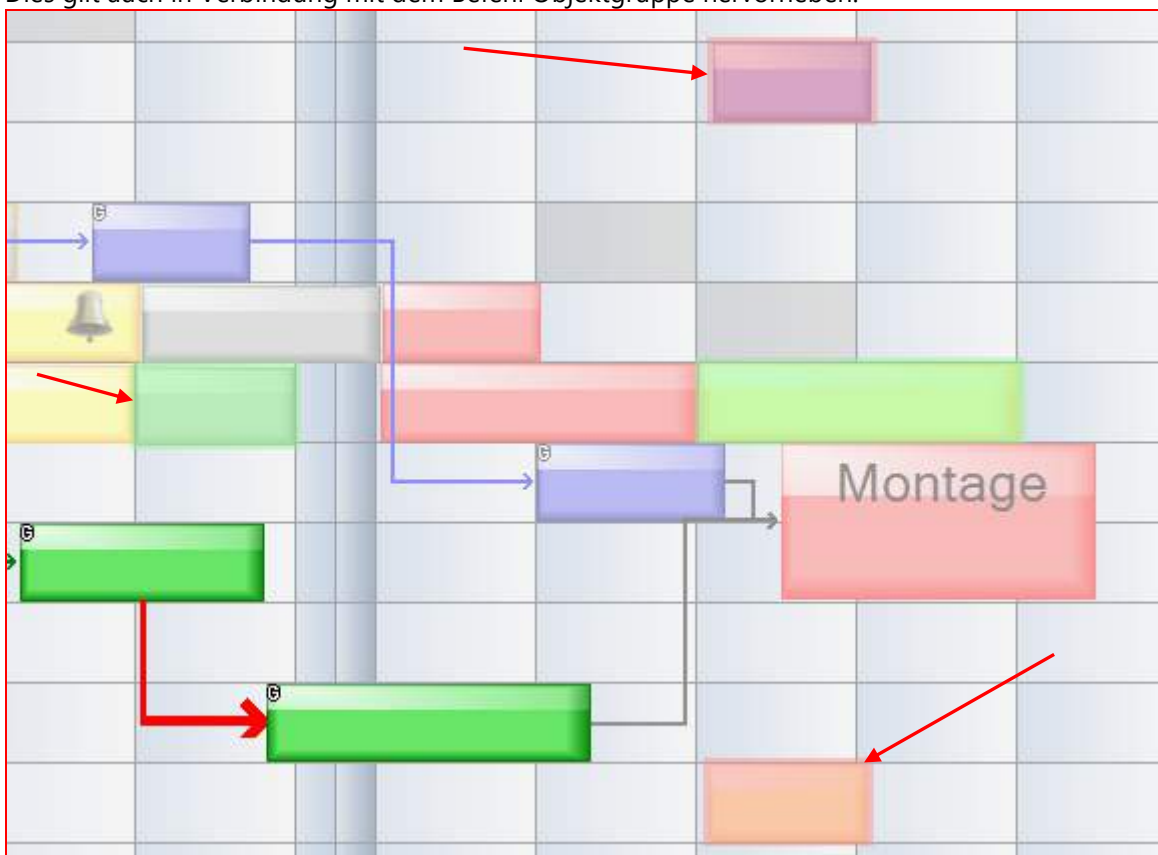 Dies gilt auch in Verbindung mit dem Befehl Objektgruppe hervorheben.
G
G
Montage
G
G